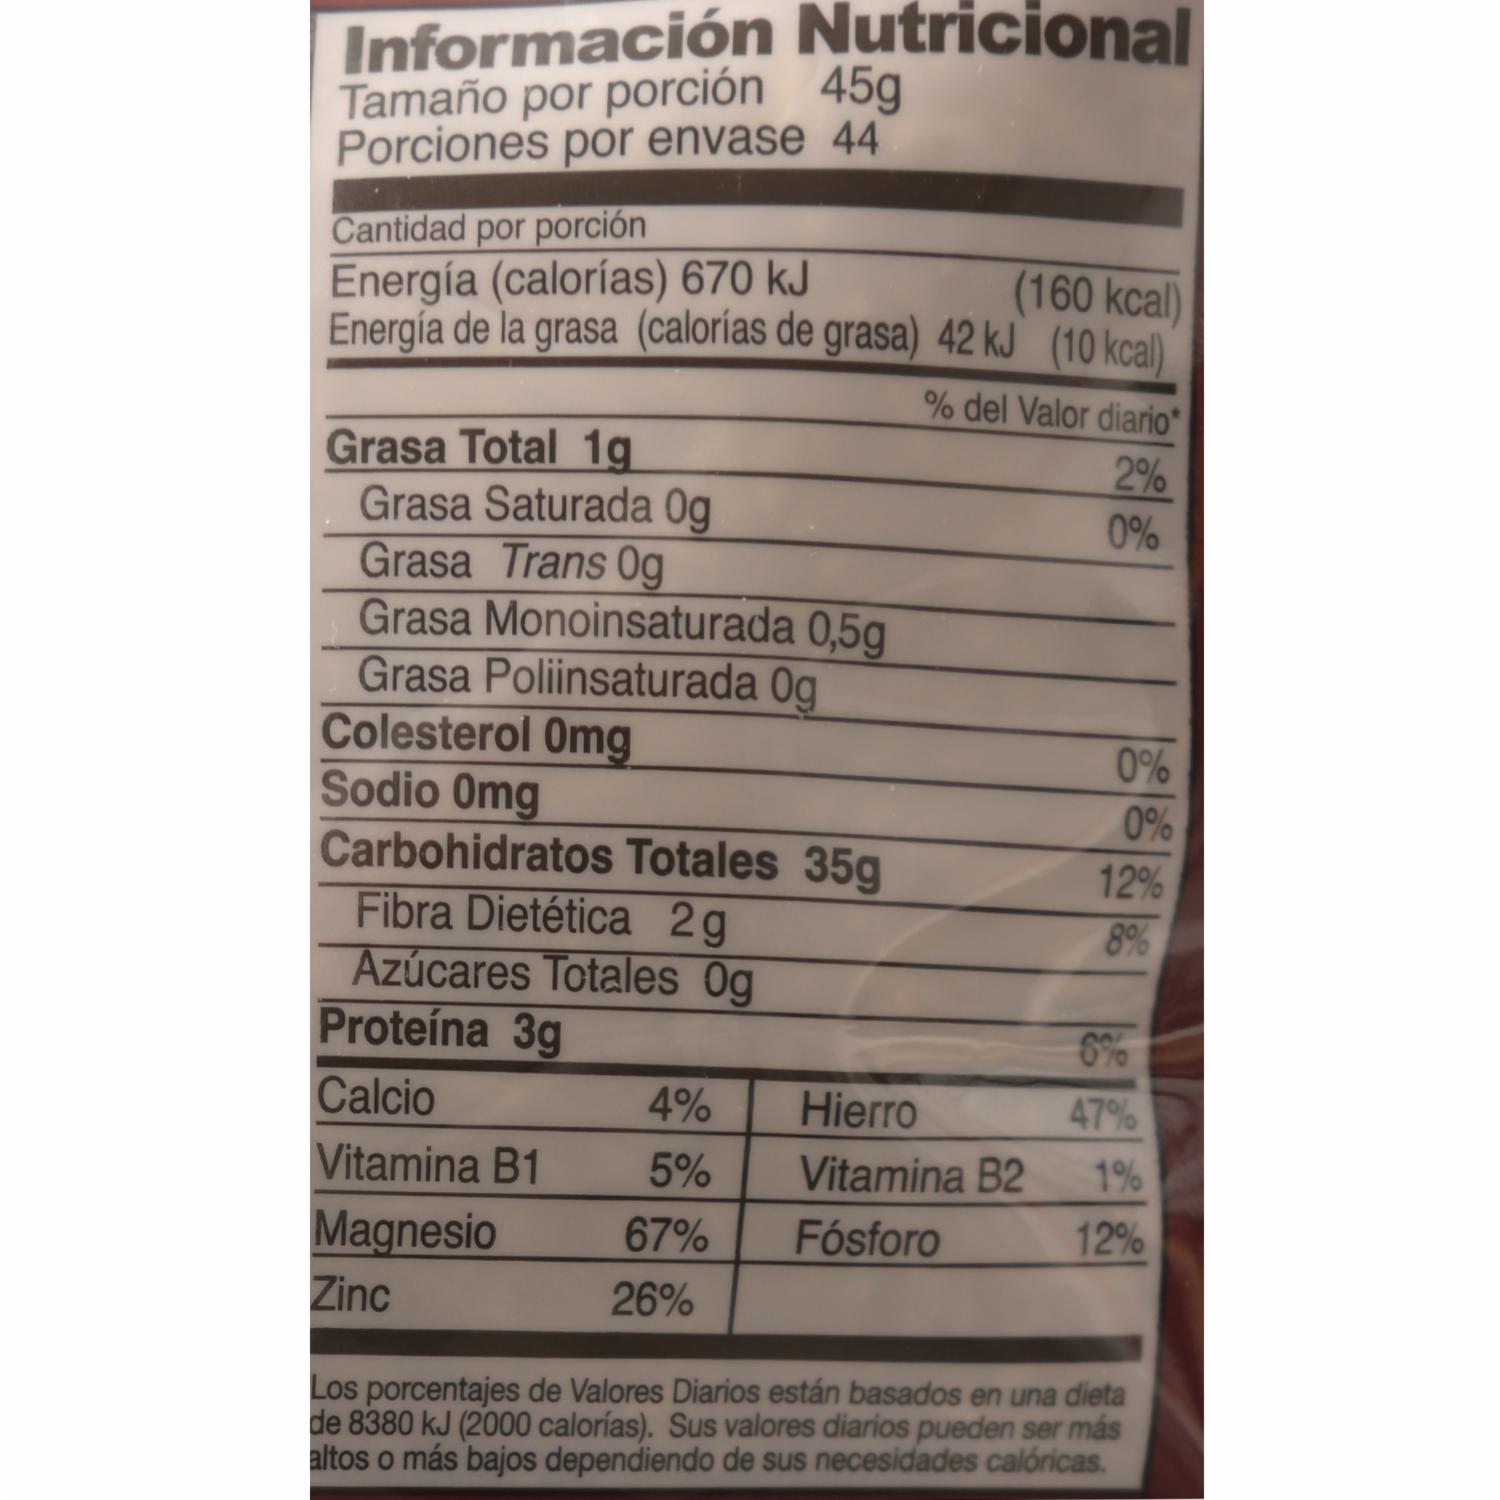 Información Nutricional
Tamaño por porción 45g
Porciones por envase 44
Cantidad por porción
Energía (calorías) 670 kJ (160 kcal)
Energía de la grasa (calorías de grasa) 42 kJ (10 kcal)
% del Valor diario*
Grasa Total 1g 2%
Grasa Saturada 0g 0%
Grasa Trans 0g
Grasa Monoinsaturada 0,5g
Grasa Poliinsaturada 0g
Colesterol 0mg 0%
Sodio 0mg 0%
Carbohidratos Totales 35g 12%
Fibra Dietética 2 g 8%
Azúcares Totales 0g
Proteína 3g 6%
Calcio 4% Hierro 47%
Vitamina B1 5% Vitamina B2 1%
Magnesio 67% Fósforo 12%
Zinc 26%
Los porcentajes de Valores Diarios están basados en una dieta
de 8380 kJ (2000 calorías). Sus valores diarios pueden ser más
altos o más bajos dependiendo de sus necesidades calóricas.